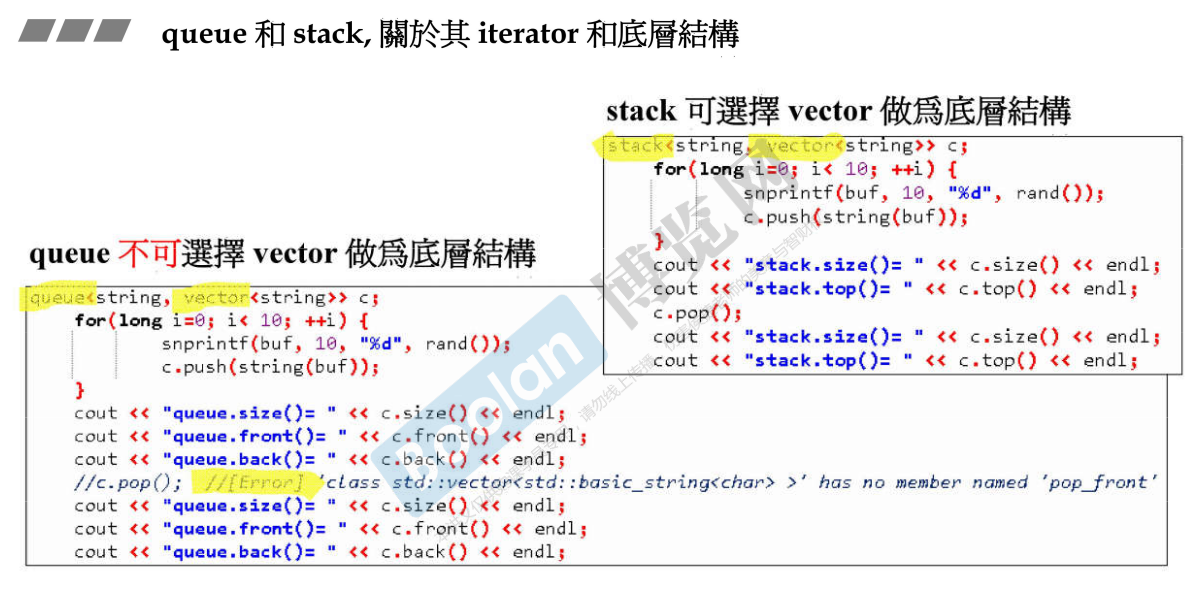 queue 和 stack, 關於其 iterator 和底層結構
stack 可選擇 vector 做爲底層結構
stack<string, vector<string>> c;
for(long i=0; i< 10; ++i) {
snprintf(buf, 10, "%d", rand());
c.push(string(buf));
}
cout << "stack.size()= " << c.size() << endl;
cout << "stack.top()= " << c.top() << endl;
c.pop();
cout << "stack.size()= " << c.size() << endl;
cout << "stack.top()= " << c.top() << endl;
queue 不可選擇 vector 做爲底層結構
queue<string, vector<string>> c;
for(long i=0; i< 10; ++i) {
snprintf(buf, 10, "%d", rand());
c.push(string(buf));
}
cout << "queue.size()= " << c.size() << endl;
cout << "queue.front()= " << c.front() << endl;
cout << "queue.back()= " << c.back() << endl;
//c.pop(); //[Error] 'class std::vector<std::basic_string<char> >' has no member named 'pop_front'
cout << "queue.size()= " << c.size() << endl;
cout << "queue.front()= " << c.front() << endl;
cout << "queue.back()= " << c.back() << endl;
Boolan 博览网